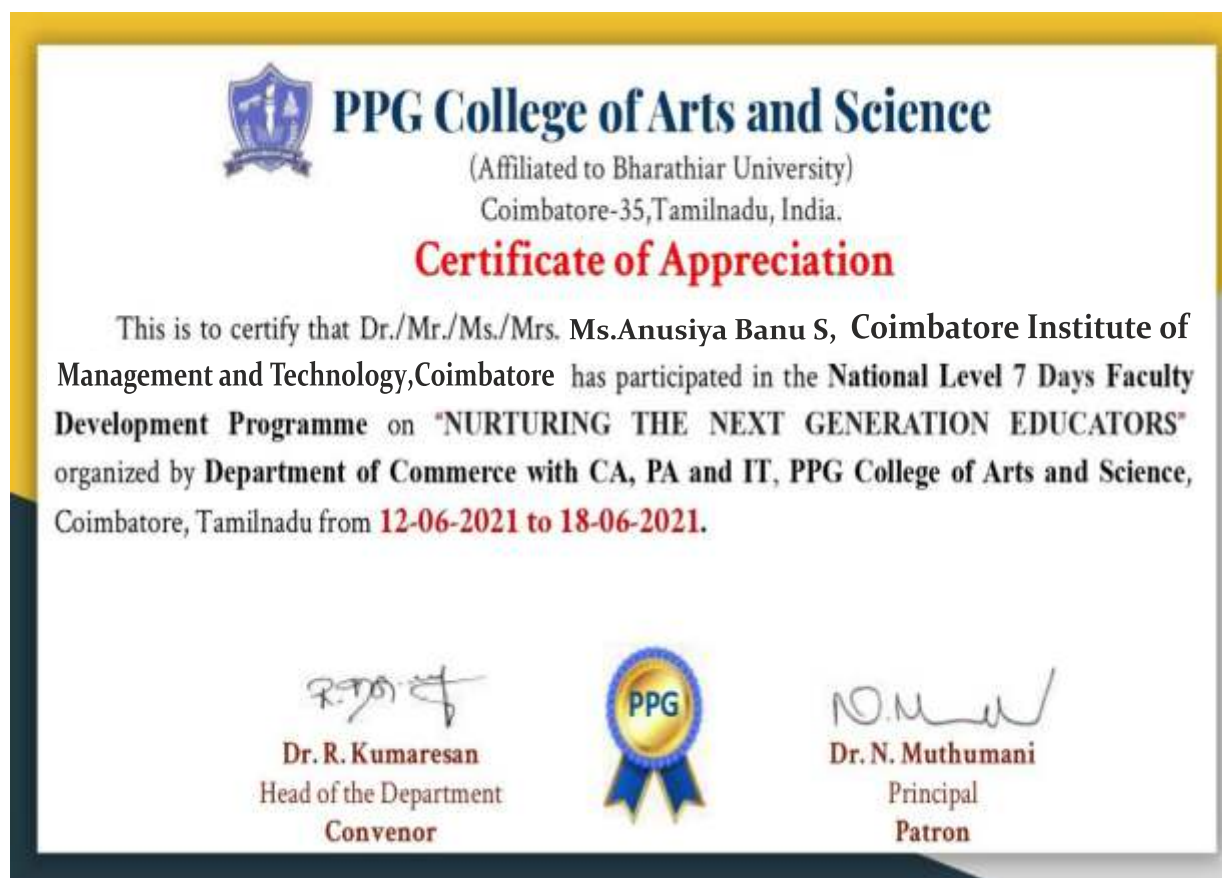 PPG College of Arts and Science
(Affiliated to Bharathiar University)
Coimbatore-35,Tamilnadu, India.
Certificate of Appreciation
This is to certify that Dr./Mr./Ms./Mrs. Ms.Anusiya Banu S, Coimbatore Institute of
Management and Technology,Coimbatore has participated in the National Level 7 Days Faculty
Development Programme on "NURTURING THE NEXT GENERATION EDUCATORS"
organized by Department of Commerce with CA, PA and IT, PPG College of Arts and Science,
Coimbatore, Tamilnadu from 12-06-2021 to 18-06-2021.
PPG
Dr. R. Kumaresan
Head of the Department
Convenor
Dr. N. Muthumani
Principal
Patron